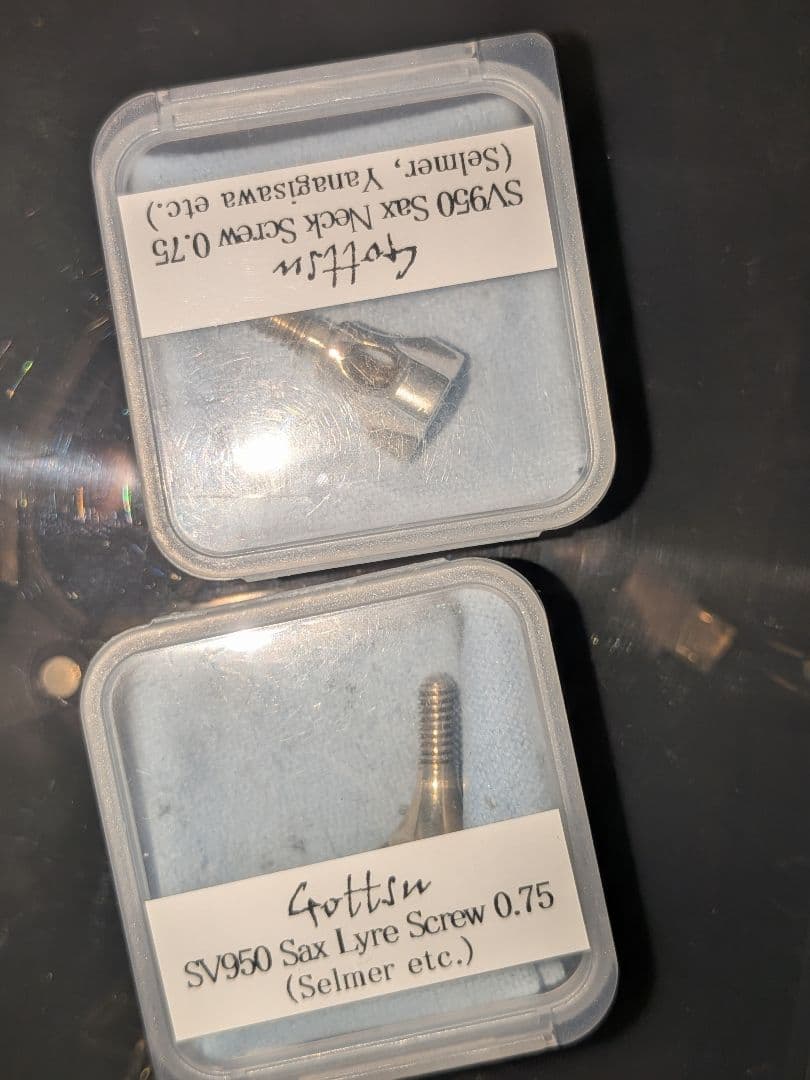 Gottsu
SV950 Sax Neck Screw 0.75
(Selmer, Yanagisawa etc.)
Gottsu
SV950 Sax Lyre Screw 0.75
(Selmer etc.)